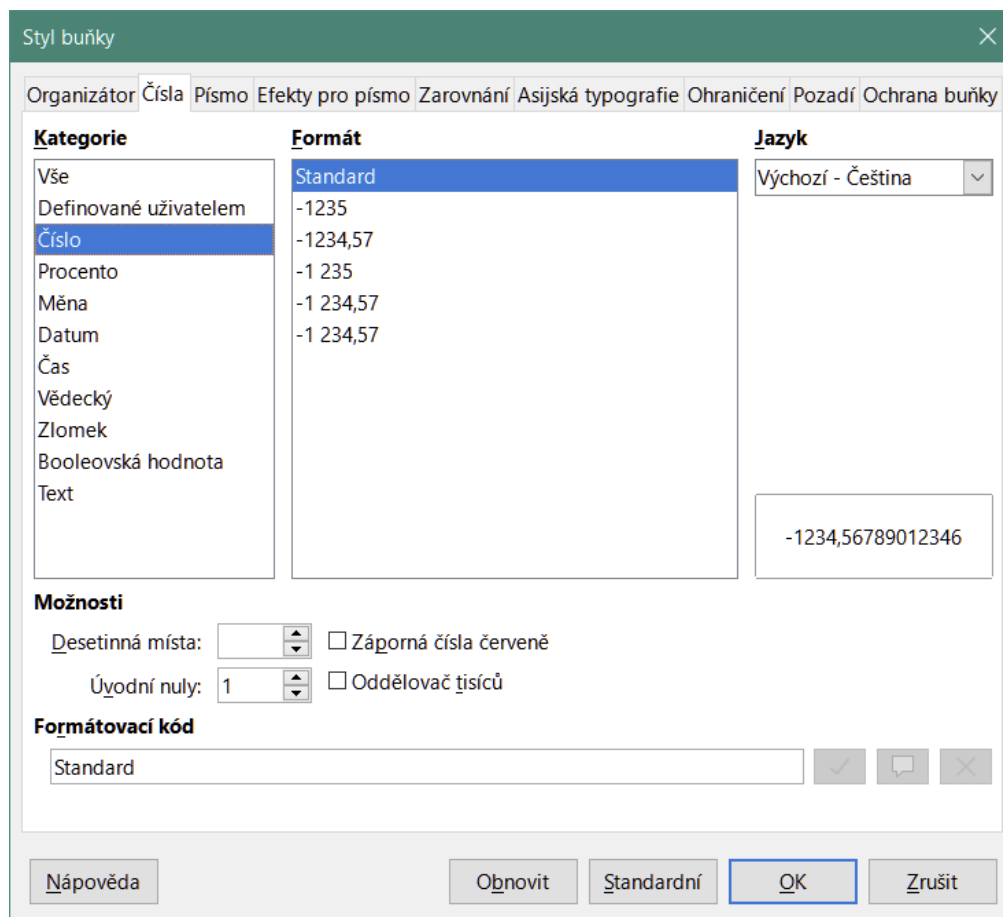 Styl buňky
Organizátor Čísla Písmo Efekty pro písmo Zarovnání Asijská typografie Ohraničení Pozadí Ochrana buňky
Kategorie
Vše
Definované uživatelem
Číslo
Procento
Měna
Datum
Čas
Vědecký
Zlomek
Booleovská hodnota
Text
Formát
Standard
-1235
-1234,57
-1 235
-1 234,57
-1 234,57
Jazyk
Výchozí - Čeština
-1234,56789012346
Možnosti
Desetinná místa:
Záporná čísla červeně
Úvodní nuly: 1
Oddělovač tisíců
Formátovací kód
Standard
Nápověda Obnovit Standardní OK Zrušit